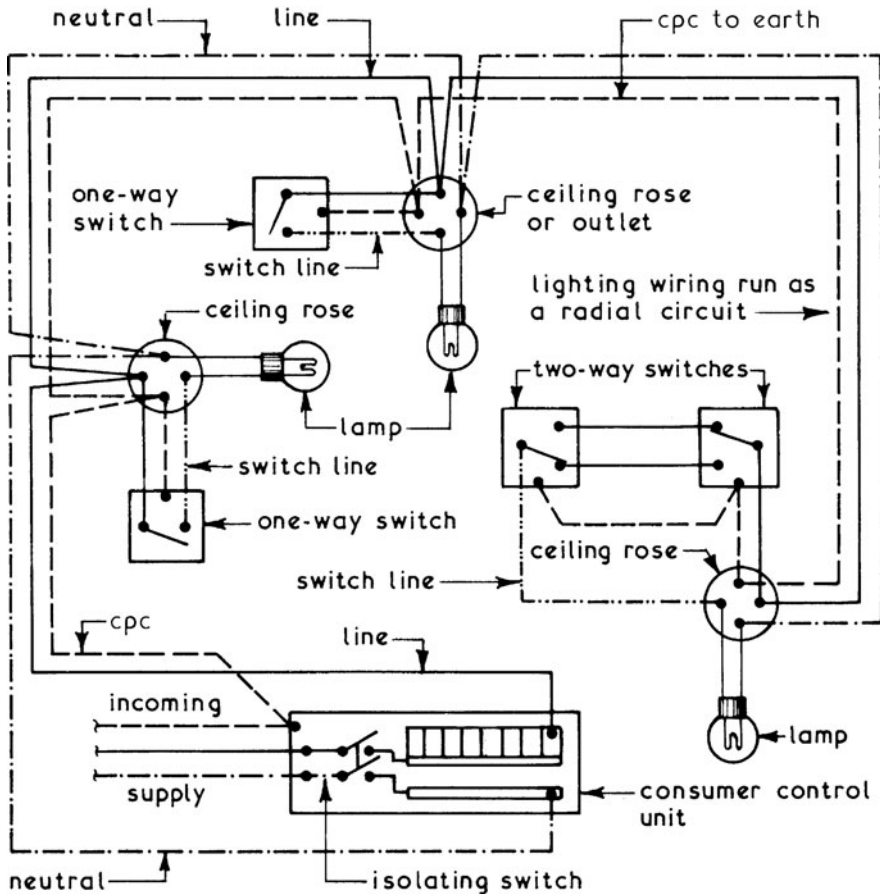 neutral
line
cpc to earth
one-way
switch
ceiling rose
or outlet
switch line
lighting wiring run as
a radial circuit
ceiling rose
two-way switches
lamp
switch line
one-way switch
ceiling rose
switch line
cpc
line
incoming
lamp
supply
consumer control
unit
neutral
isolating switch